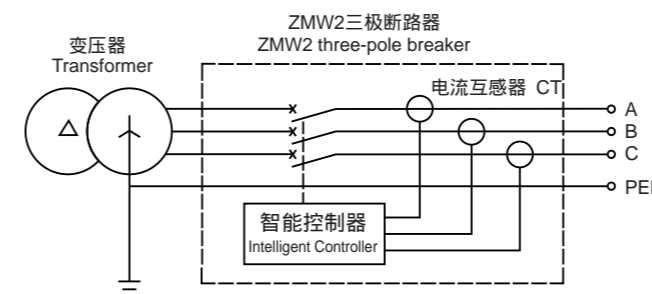 ZMW2三极断路器
ZMW2 three-pole breaker
变压器
Transformer
电流互感器 CT
A
B
C
智能控制器
Intelligent Controller